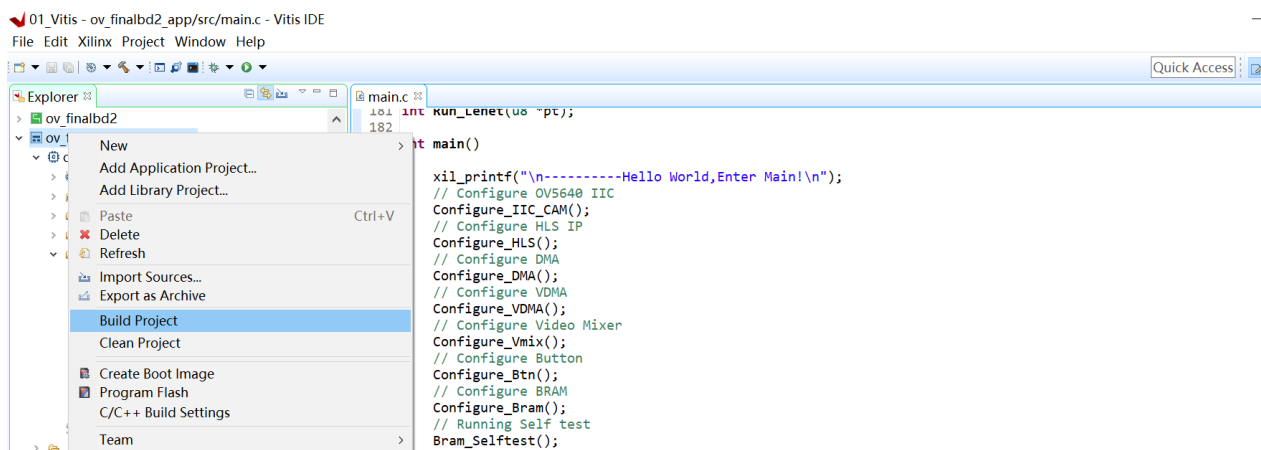 01_Vitis - ov_finalbd2_app/src/main.c - Vitis IDE
File Edit Xilinx Project Window Help
Quick Access
Explorer
main.c
ov_finalbd2
181 int Run_Lenet(u8 *pt);
182
nt main()
New
Add Application Project...
Add Library Project...
Paste Ctrl+V
Delete
Refresh
Import Sources...
Export as Archive
Build Project
Clean Project
Create Boot Image
Program Flash
C/C++ Build Settings
Team
xil_printf("\n----------Hello World,Enter Main!\n");
// Configure OV5640 IIC
Configure_IIC_CAM();
// Configure HLS IP
Configure_HLS();
// Configure DMA
Configure_DMA();
// Configure VDMA
Configure_VDMA();
// Configure Video Mixer
Configure_Vmix();
// Configure Button
Configure_Btn();
// Configure BRAM
Configure_Bram();
// Running Self test
Bram_Selftest();